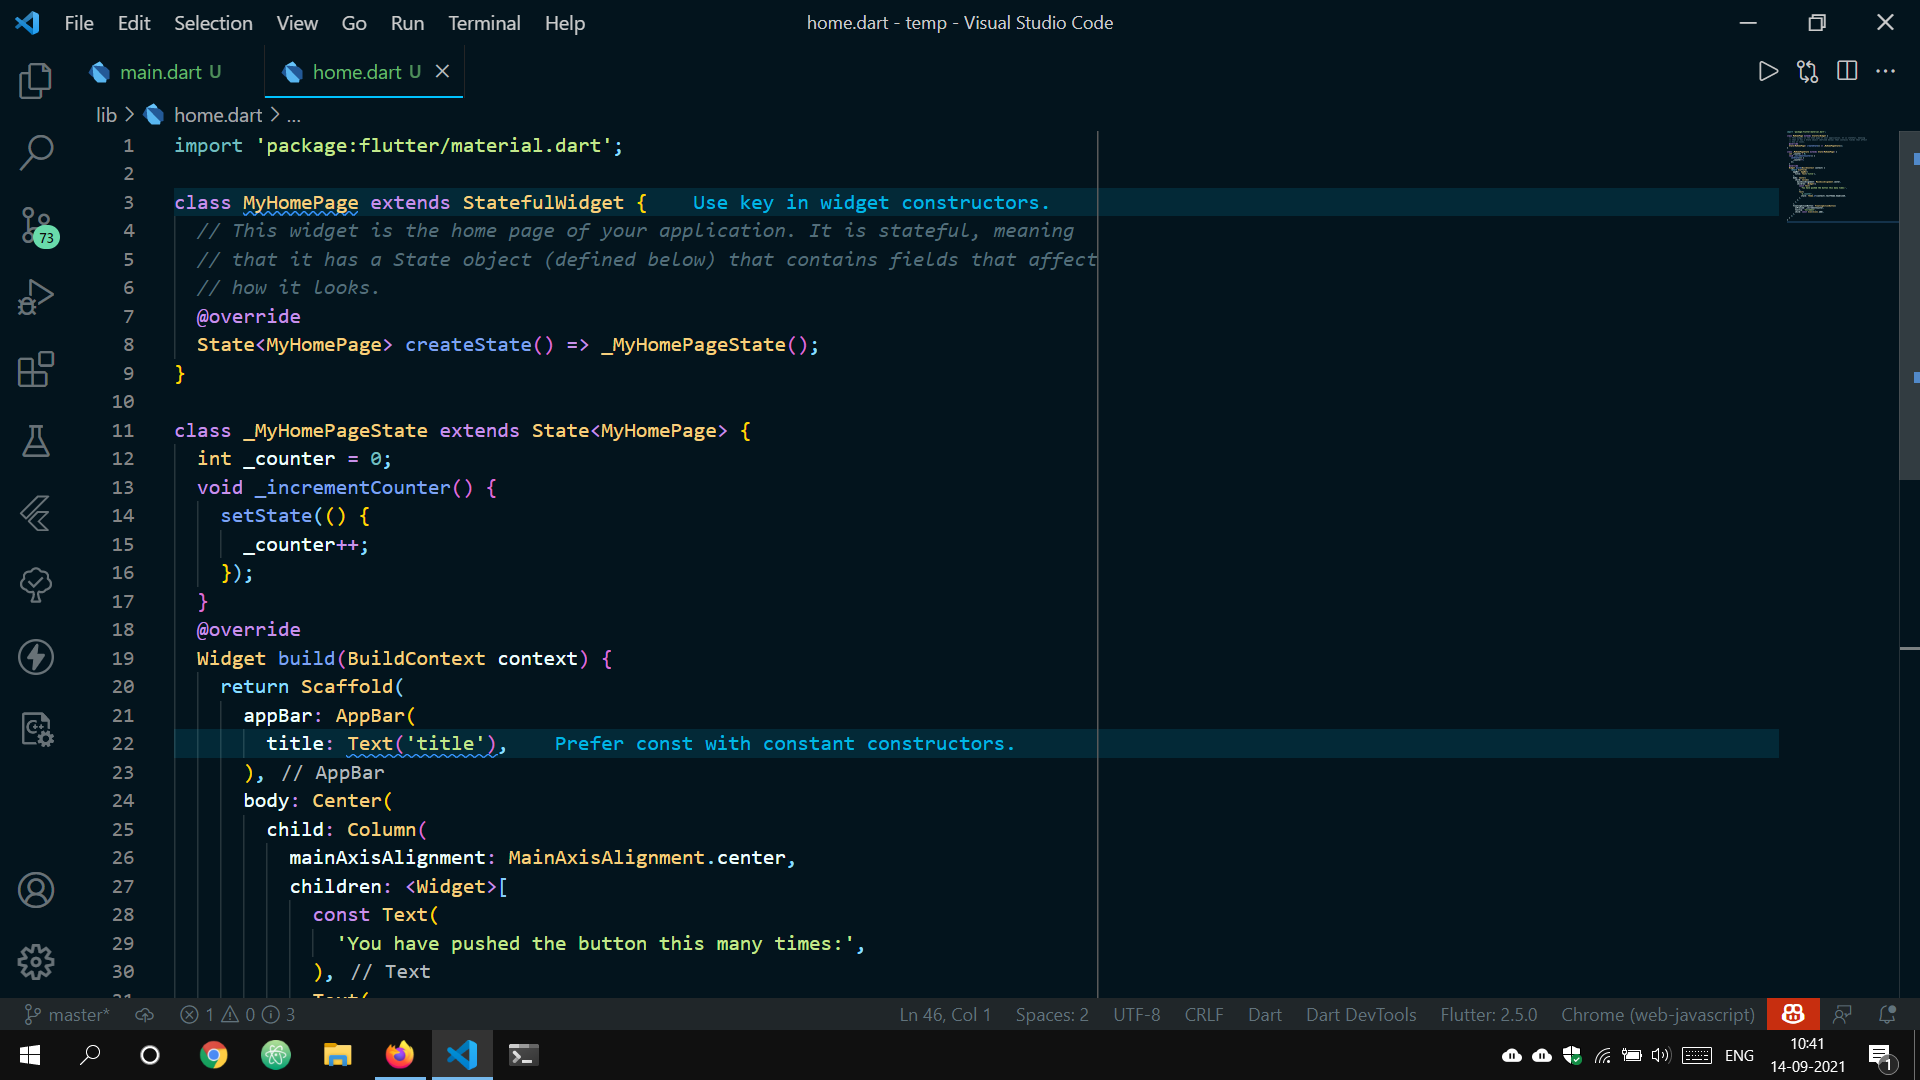 File Edit Selection View Go Run Terminal Help
home.dart - temp - Visual Studio Code
main.dart U
home.dart U
lib > home.dart > ...
1 import 'package:flutter/material.dart';
2
3 class MyHomePage extends StatefulWidget { Use key in widget constructors.
4 // This widget is the home page of your application. It is stateful, meaning
5 // that it has a State object (defined below) that contains fields that affect
6 // how it looks.
7 @override
8 State<MyHomePage> createState() => _MyHomePageState();
9 }
10
11 class _MyHomePageState extends State<MyHomePage> {
12 int _counter = 0;
13 void _incrementCounter() {
14 setState(() {
15 _counter++;
16 });
17 }
18 @override
19 Widget build(BuildContext context) {
20 return Scaffold(
21 appBar: AppBar(
22 title: Text('title'), Prefer const with constant constructors.
23 ), // AppBar
24 body: Center(
25 child: Column(
26 mainAxisAlignment: MainAxisAlignment.center,
27 children: <Widget>[
28 const Text(
29 'You have pushed the button this many times:',
30 ), // Text
31 Text(
73
master* 1 0 3
Ln 46, Col 1 Spaces: 2 UTF-8 CRLF Dart Dart DevTools Flutter: 2.5.0 Chrome (web-javascript)
ENG
10:41
14-09-2021
1